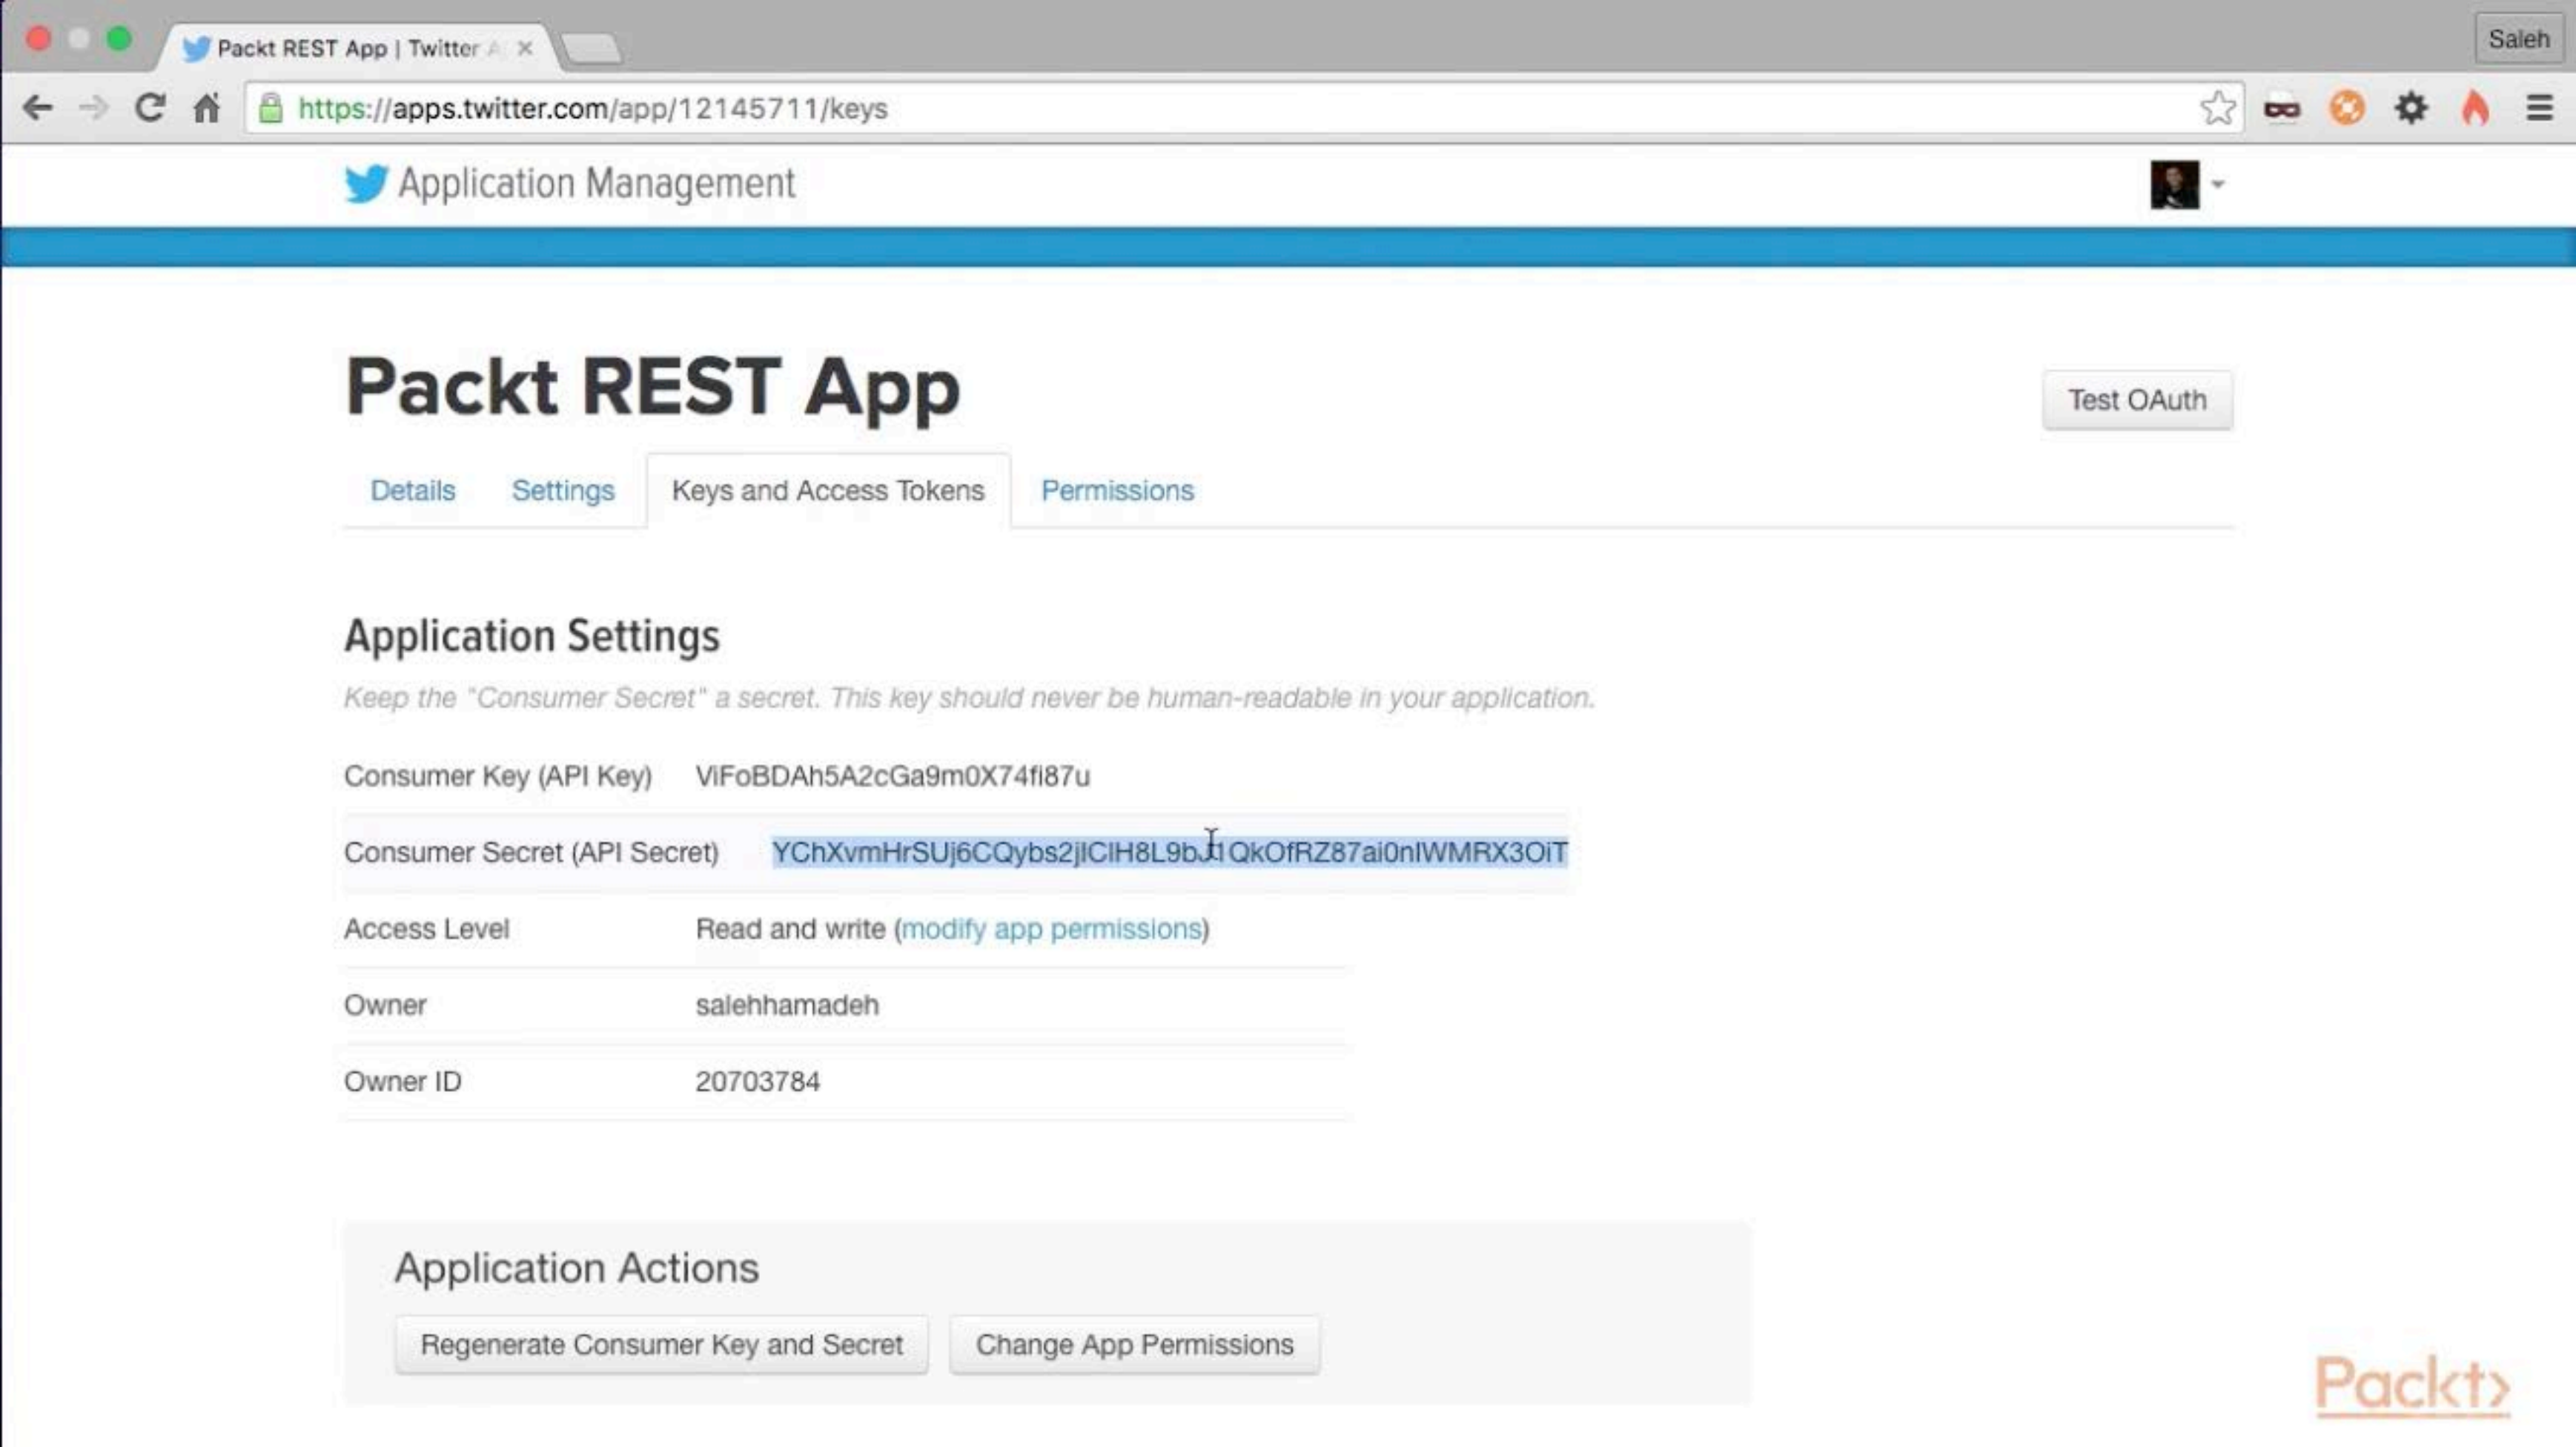 Packt REST App | Twitter
Saleh
https://apps.twitter.com/app/12145711/keys
Application Management
Packt REST App
Test OAuth
Details Settings Keys and Access Tokens Permissions
Application Settings
Keep the "Consumer Secret" a secret. This key should never be human-readable in your application.
Consumer Key (API Key) ViFoBDAh5A2cGa9m0X74fi87u
Consumer Secret (API Secret)
Access Level Read and write (modify app permissions)
Owner salehhamadeh
Owner ID 20703784
Application Actions
Regenerate Consumer Key and Secret Change App Permissions
Packt>